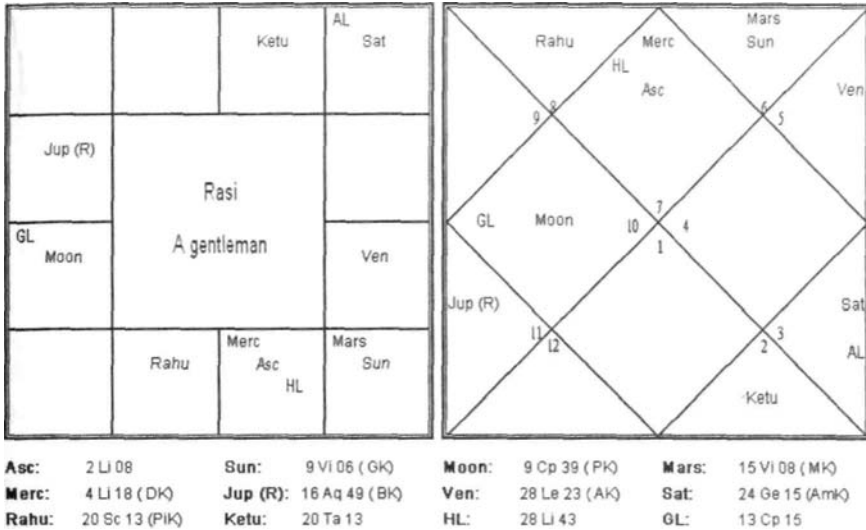 AL
Ketu
Sat
Jup (R)
Rasi
A gentleman
GL
Moon
Ven
Rahu
Merc
Asc
HL
Mars
Sun
Rahu
Merc
HL
Asc
Mars
Sun
Ven
8
9
6
5
7
10
4
1
GL
Moon
Jup (R)
11
12
3
2
Sat
AL
Ketu
Asc: 2 Li 08 Sun: 9 Vi 06 (GK) Moon: 9 Cp 39 (PK) Mars: 15 Vi 08 (MK)
Merc: 4 Li 18 (DK) Jup (R): 16 Aq 49 (BK) Ven: 28 Le 23 (AK) Sat: 24 Ge 15 (AmK)
Rahu: 20 Sc 13 (PiK) Ketu: 20 Ta 13 HL: 28 Li 43 GL: 13 Cp 15